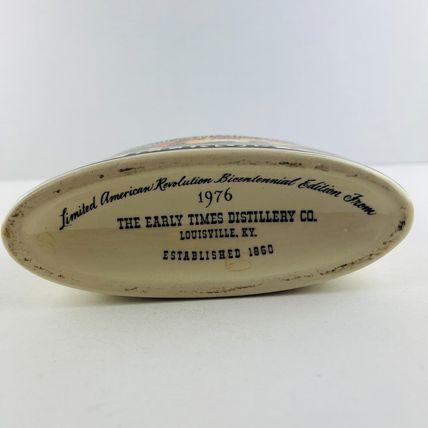 Limited American Revolution Bicentennial Edition From
1976
THE EARLY TIMES DISTILLERY CO.
LOUISVILLE, KY.
ESTABLISHED 1860